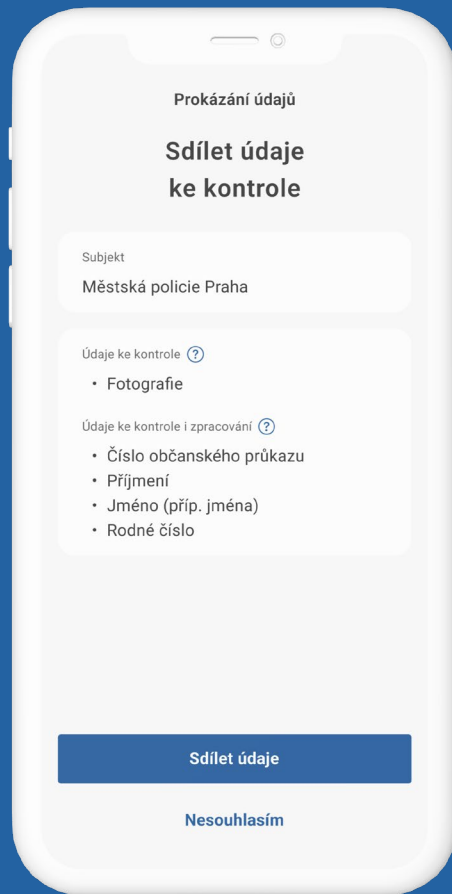 Prokázání údajů
Sdílet údaje
ke kontrole
Subjekt
Městská policie Praha
Údaje ke kontrole ?
• Fotografie
Údaje ke kontrole i zpracování ?
• Číslo občanského průkazu
• Příjmení
• Jméno (příp. jména)
• Rodné číslo
Sdílet údaje
Nesouhlasím